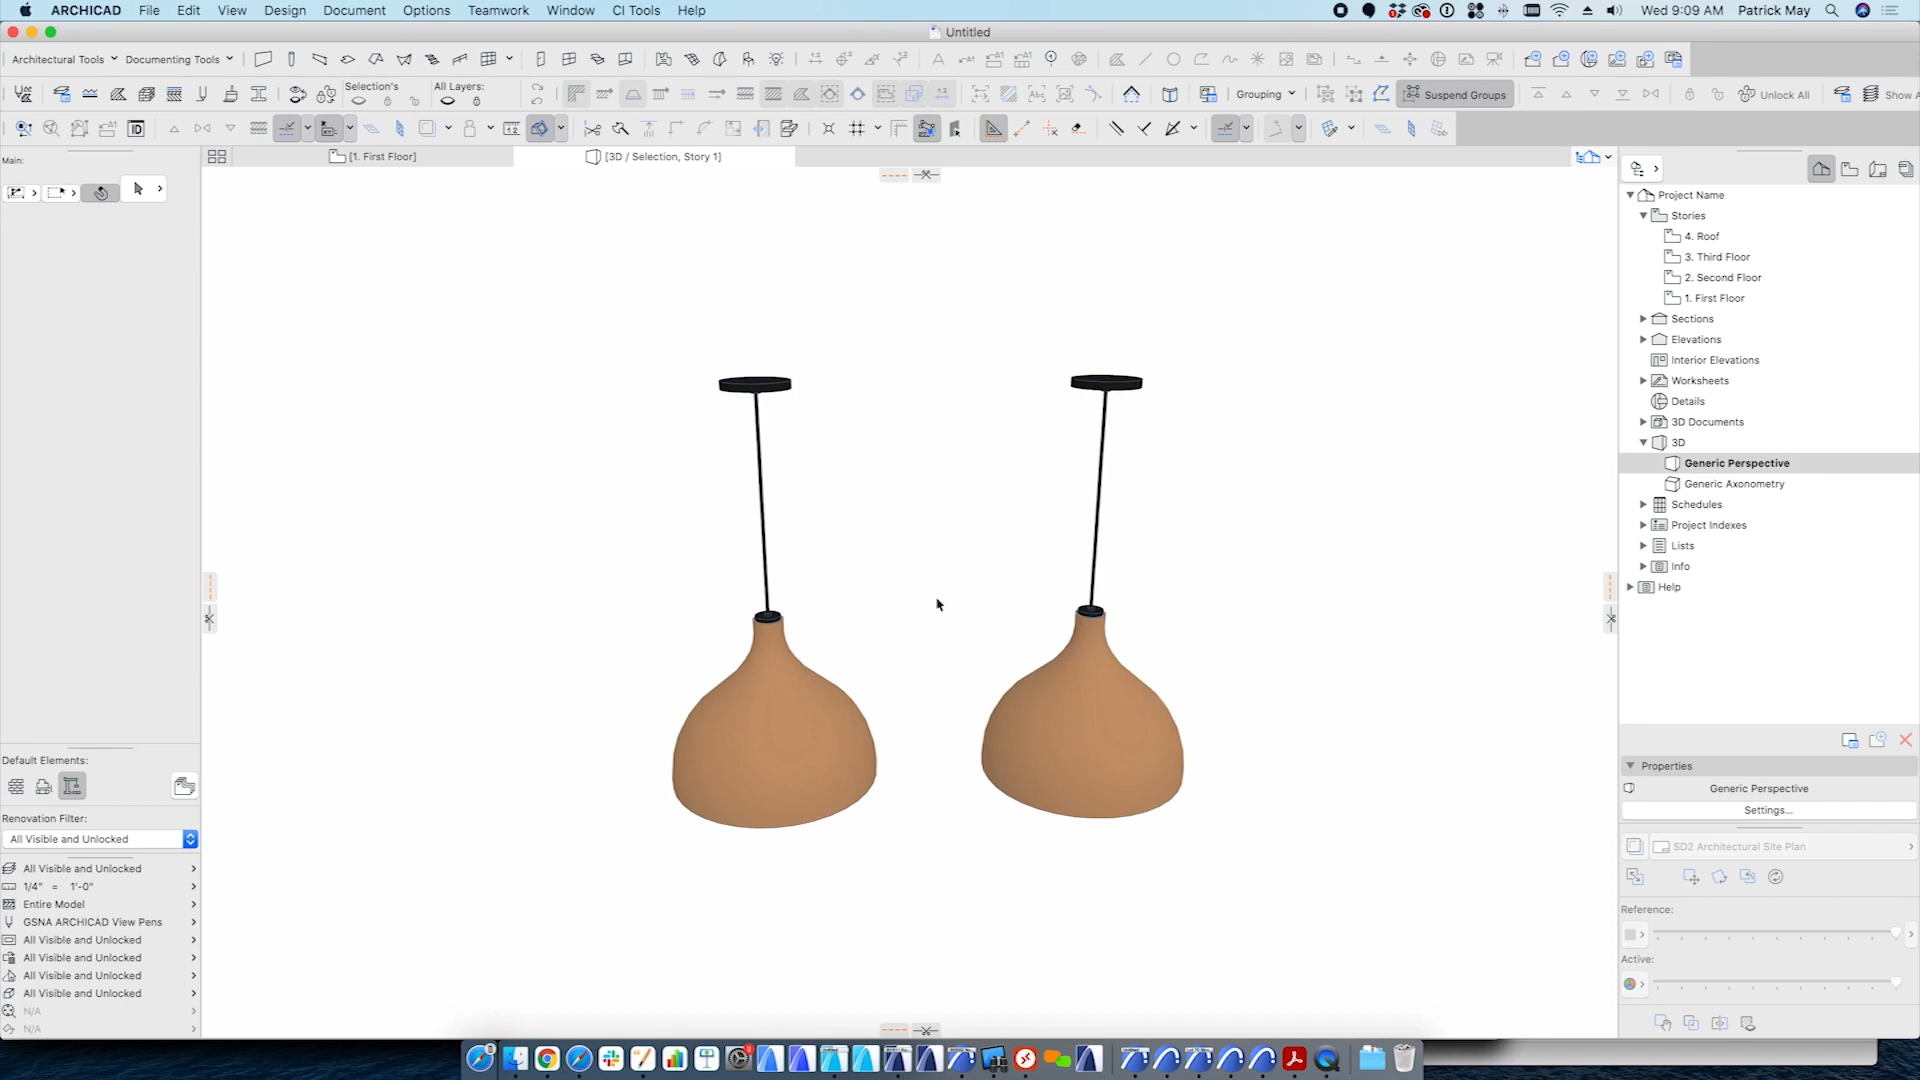 ARCHICAD File Edit View Design Document Options Teamwork Window CI Tools Help
Wed 9:09 AM Patrick May
Untitled
Architectural Tools Documenting Tools
Selection's
All Layers:
Grouping
Suspend Groups
Unlock All
Show A
[1. First Floor]
[3D / Selection, Story 1]
Main:
Project Name
Stories
4. Roof
3. Third Floor
2. Second Floor
1. First Floor
Sections
Elevations
Interior Elevations
Worksheets
Details
3D Documents
3D
Generic Perspective
Generic Axonometry
Schedules
Project Indexes
Lists
Info
Help
Default Elements:
Renovation Filter:
All Visible and Unlocked
All Visible and Unlocked
1/4" = 1'-0"
Entire Model
GSNA ARCHICAD View Pens
All Visible and Unlocked
All Visible and Unlocked
All Visible and Unlocked
All Visible and Unlocked
N/A
N/A
Properties
Generic Perspective
Settings...
SD2 Architectural Site Plan
Reference:
Active: